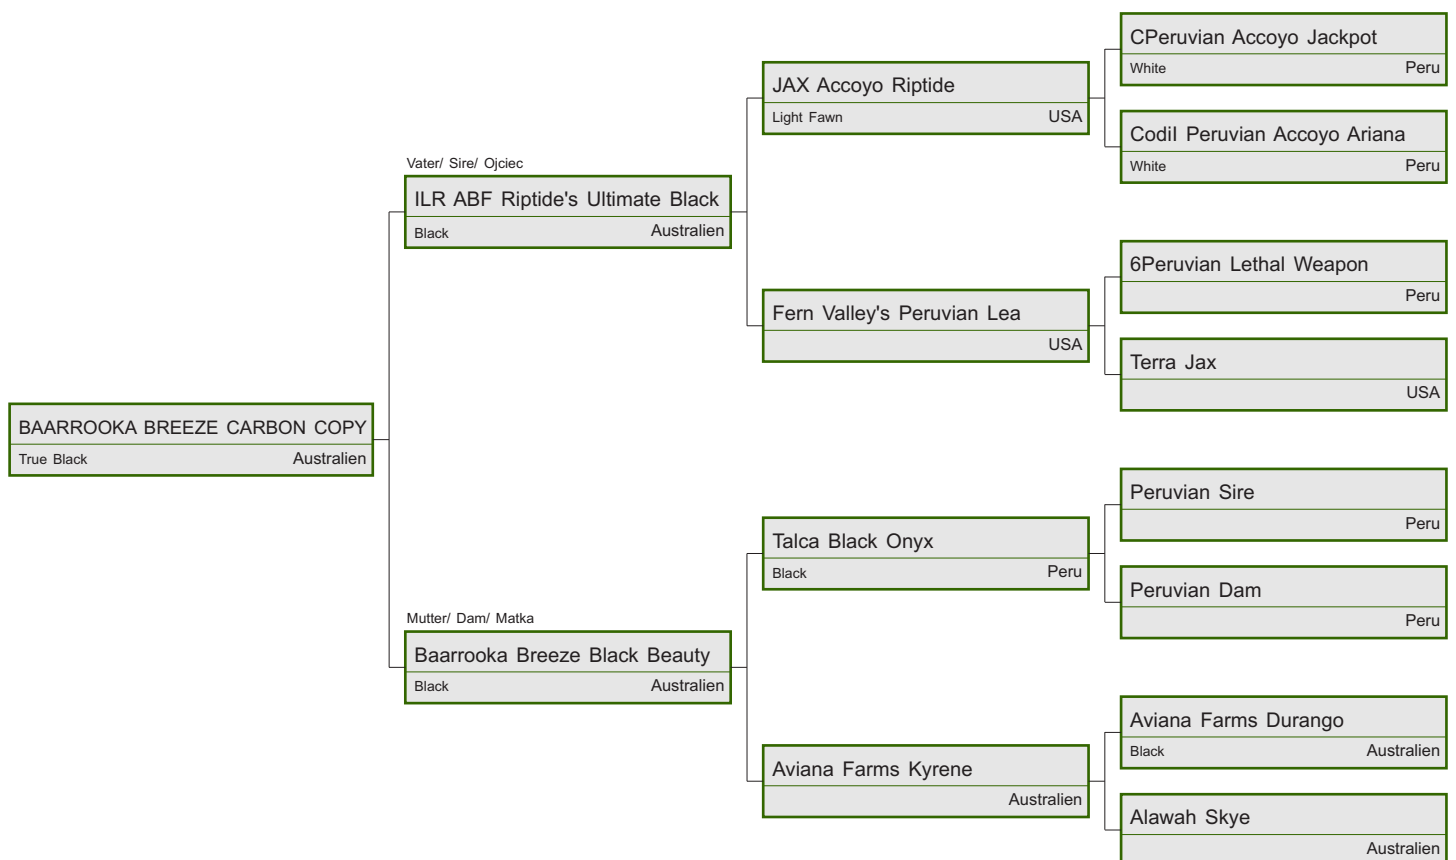 CPeruvian Accoyo Jackpot
White Peru
JAX Accoyo Riptide
Light Fawn USA
Codil Peruvian Accoyo Ariana
White Peru
Vater/ Sire/ Ojciec
ILR ABF Riptide's Ultimate Black
Black Australien
6Peruvian Lethal Weapon
Peru
Fern Valley's Peruvian Lea
USA
Terra Jax
USA
BAARROOKA BREEZE CARBON COPY
True Black Australien
Peruvian Sire
Peru
Talca Black Onyx
Black Peru
Peruvian Dam
Peru
Mutter/ Dam/ Matka
Baarrooka Breeze Black Beauty
Black Australien
Aviana Farms Durango
Black Australien
Aviana Farms Kyrene
Australien
Alawah Skye
Australien